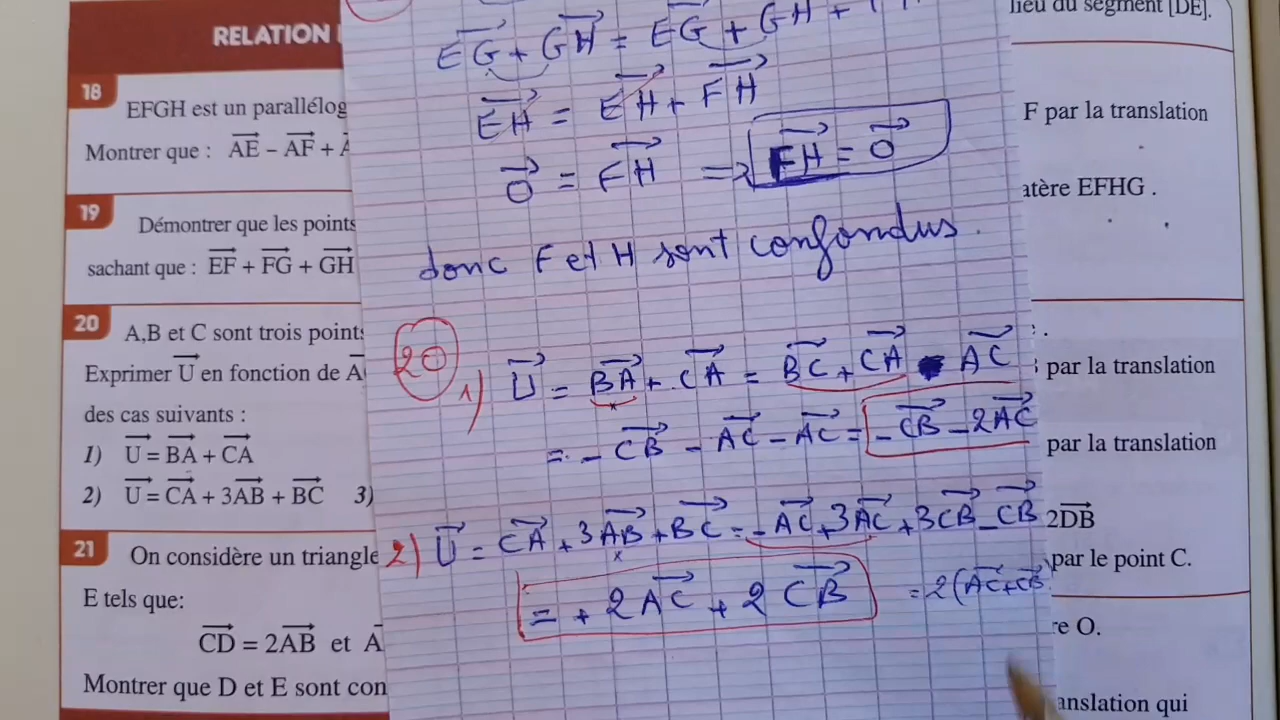 lieu du segment [DE].
RELATION
EG + GH = EG + GH +
18
EFGH est un parallélog
EH = EH + FH
Montrer que : AE − AF +
F par la translation
0 = FH => FH = 0
atère EFHG .
19
Démontrer que les points
sachant que : EF + FG + GH
donc F et H sont confondus.
20
A,B et C sont trois points
Exprimer U en fonction de A
des cas suivants :
1) U = BA + CA
2) U = CA + 3AB + BC 3)
20
1) U = BA + CA = BC + CA AC
= - CB - AC - AC = - CB - 2AC
par la translation
par la translation
2) U = CA + 3AB + BC = - AC + 3AC + 3CB - CB
= + 2AC + 2CB = 2(AC + CB)
2DB
21
On considère un triangle
par le point C.
E tels que:
re O.
CD = 2AB et A
Montrer que D et E sont con
anslation qui